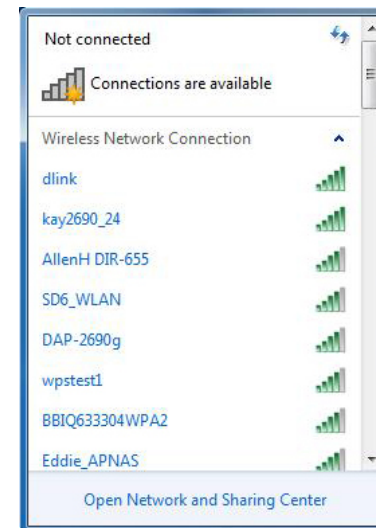 Not connected
Connections are available
Wireless Network Connection
dlink
kay2690_24
AllenH DIR-655
SD6_WLAN
DAP-2690g
wpstest1
BBIQ633304WPA2
Eddie_APNAS
Open Network and Sharing Center